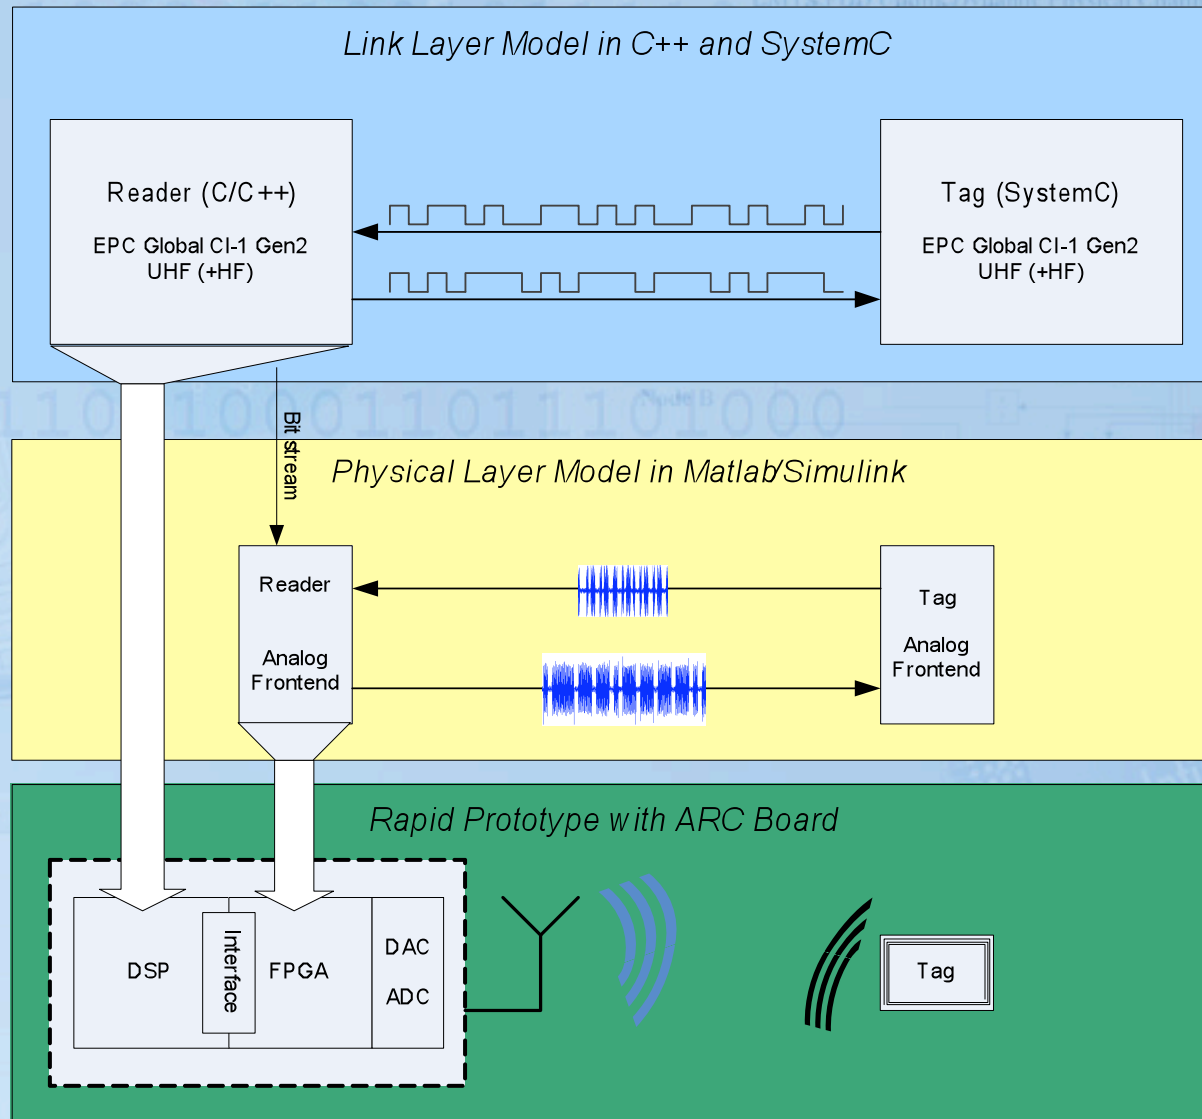 Link Layer Model in C++ and SystemC
Reader (C/C++)
EPC Global Cl-1 Gen2
UHF (+HF)
Tag (SystemC)
EPC Global Cl-1 Gen2
UHF (+HF)
1101100011011101000
Node B
Bit stream
Physical Layer Model in Matlab/Simulink
Reader
Analog
Frontend
Tag
Analog
Frontend
Rapid Prototype with ARC Board
DSP
Interface
FPGA
DAC
ADC
Tag